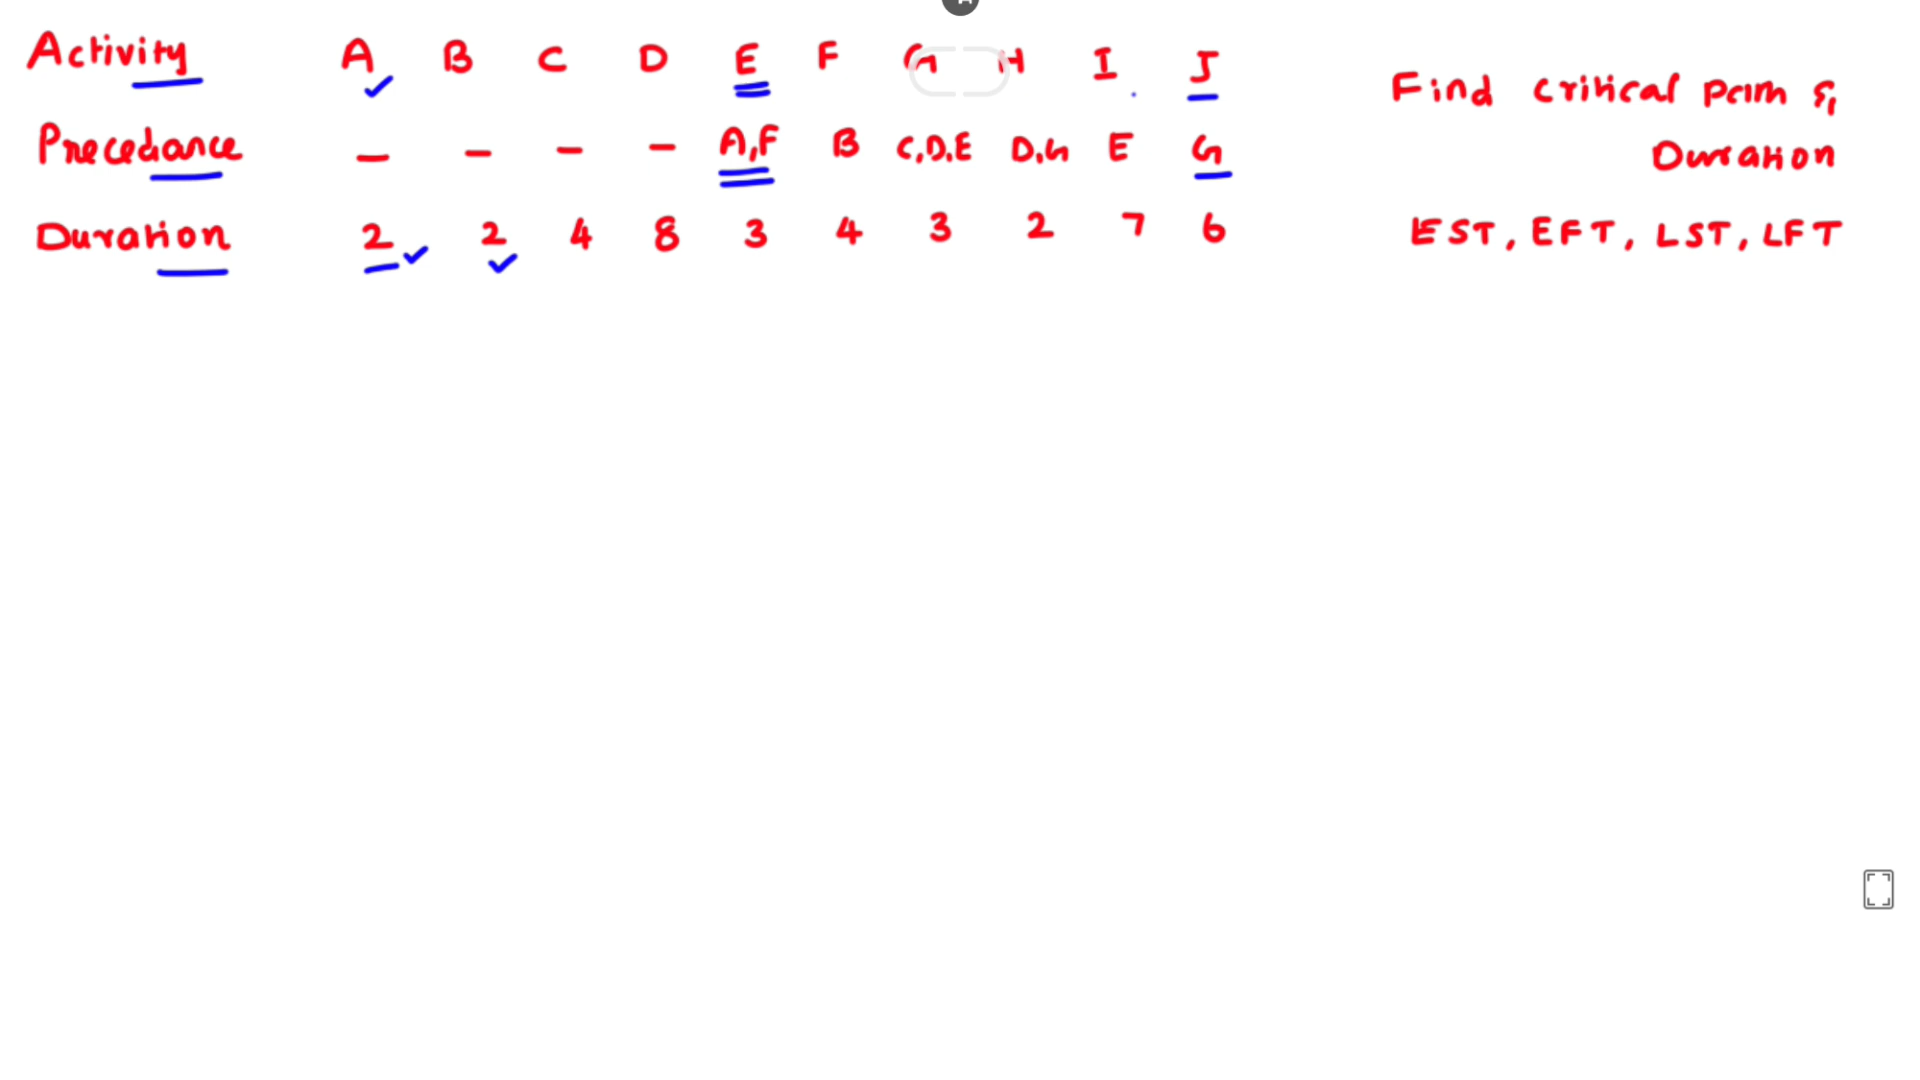 Activity A B C D E F G H I J
Precedance - - - - A,F B C,D,E D,G E G
Duration 2 2 4 8 3 4 3 2 7 6
Find critical path &
Duration
EST, EFT, LST, LFT